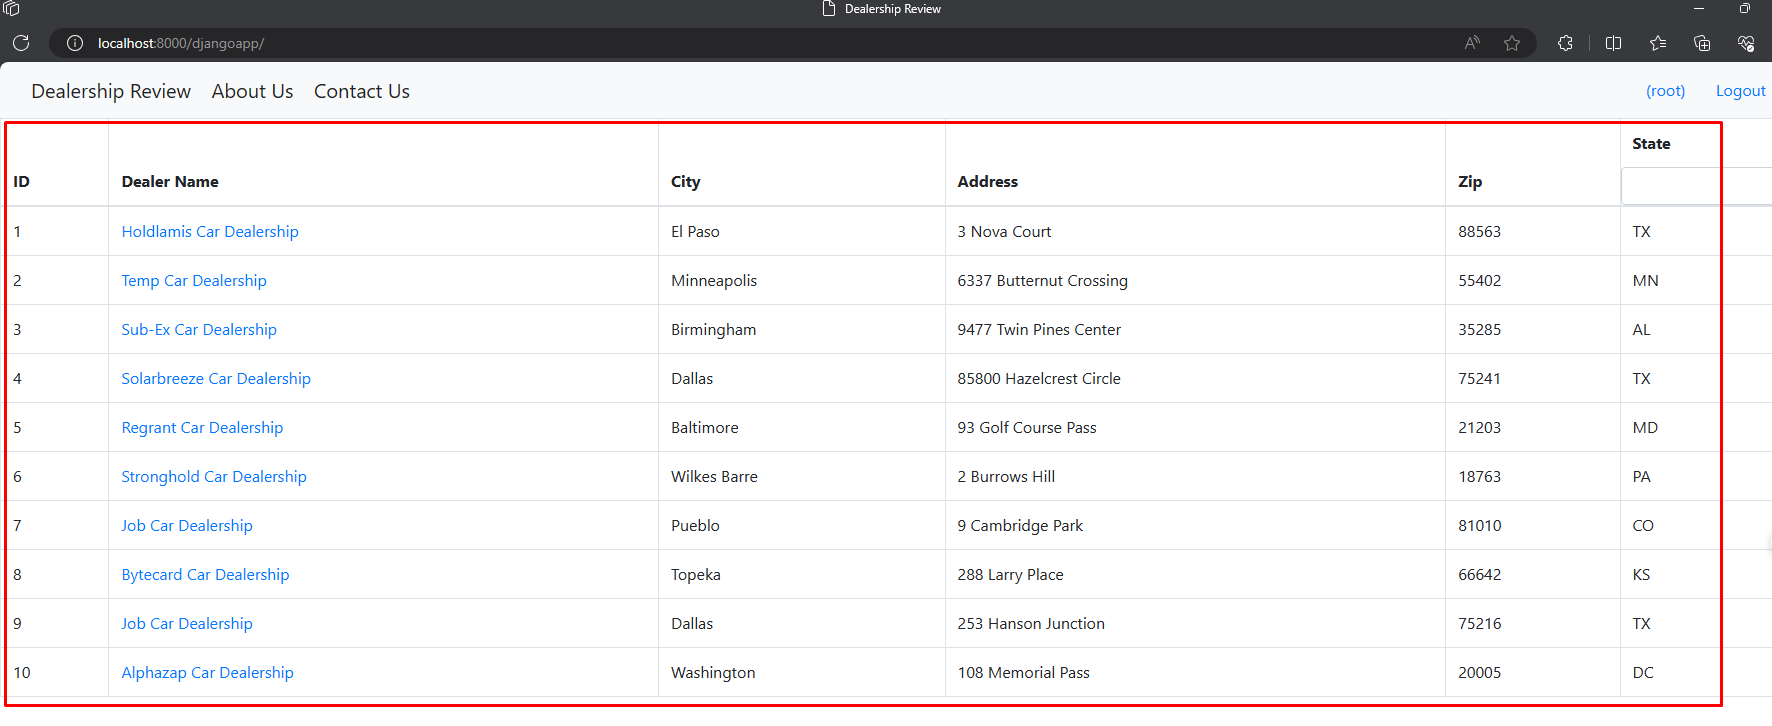 Dealership Review
localhost:8000/djangoapp/
Dealership Review About Us Contact Us (root) Logout
State
ID Dealer Name City Address Zip
1 Holdlamis Car Dealership El Paso 3 Nova Court 88563 TX
2 Temp Car Dealership Minneapolis 6337 Butternut Crossing 55402 MN
3 Sub-Ex Car Dealership Birmingham 9477 Twin Pines Center 35285 AL
4 Solarbreeze Car Dealership Dallas 85800 Hazelcrest Circle 75241 TX
5 Regrant Car Dealership Baltimore 93 Golf Course Pass 21203 MD
6 Stronghold Car Dealership Wilkes Barre 2 Burrows Hill 18763 PA
7 Job Car Dealership Pueblo 9 Cambridge Park 81010 CO
8 Bytecard Car Dealership Topeka 288 Larry Place 66642 KS
9 Job Car Dealership Dallas 253 Hanson Junction 75216 TX
10 Alphazap Car Dealership Washington 108 Memorial Pass 20005 DC